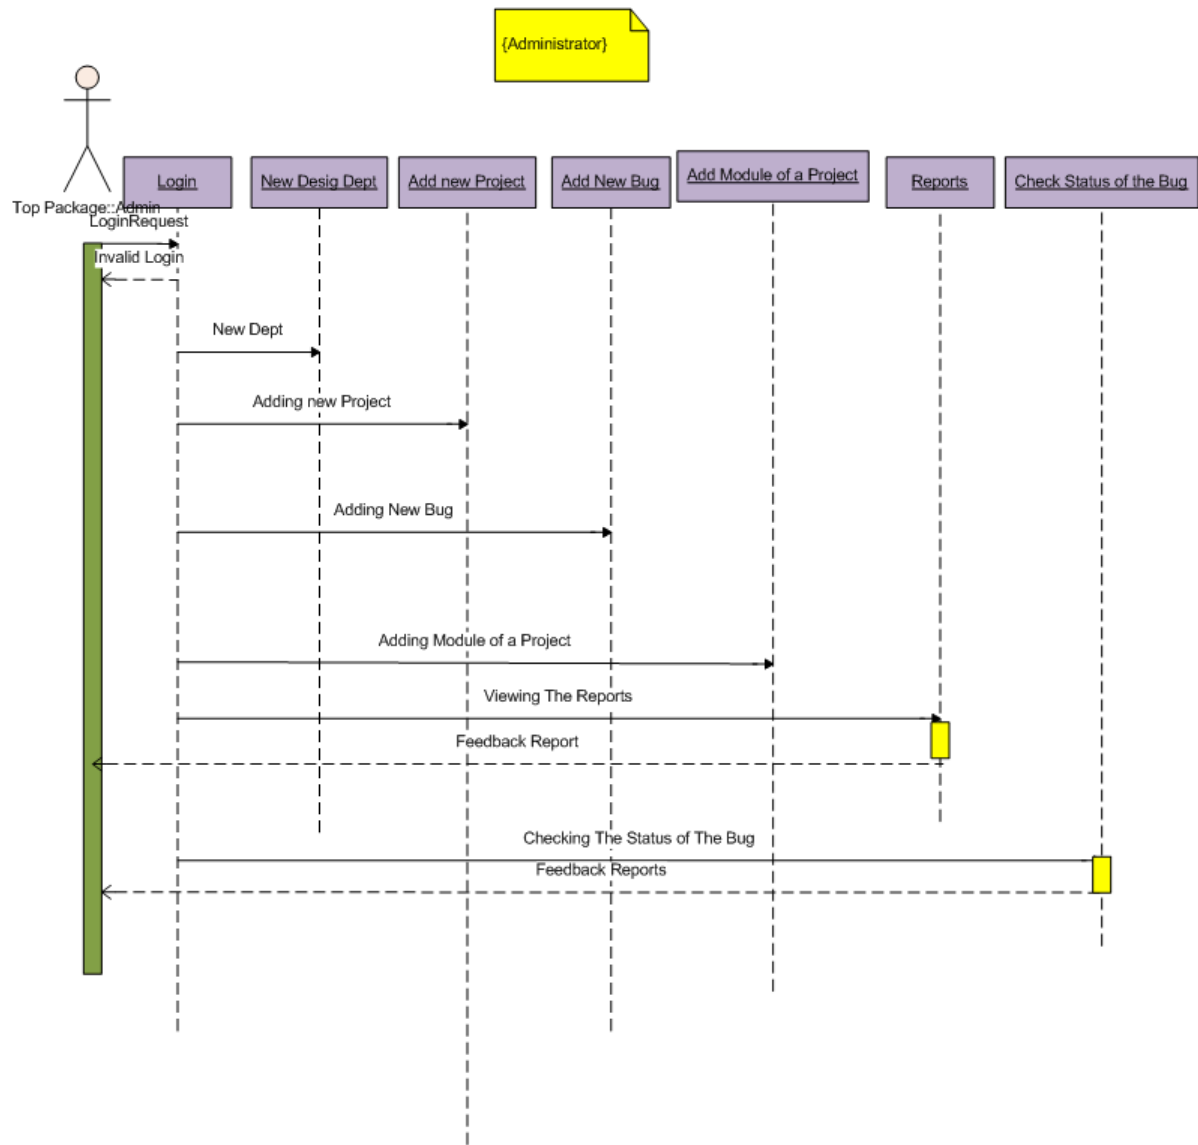 {Administrator}
Login
New Desig Dept
Add new Project
Add New Bug
Add Module of a Project
Reports
Check Status of the Bug
Top Package::Admin
LoginRequest
Invalid Login
New Dept
Adding new Project
Adding New Bug
Adding Module of a Project
Viewing The Reports
Feedback Report
Checking The Status of The Bug
Feedback Reports